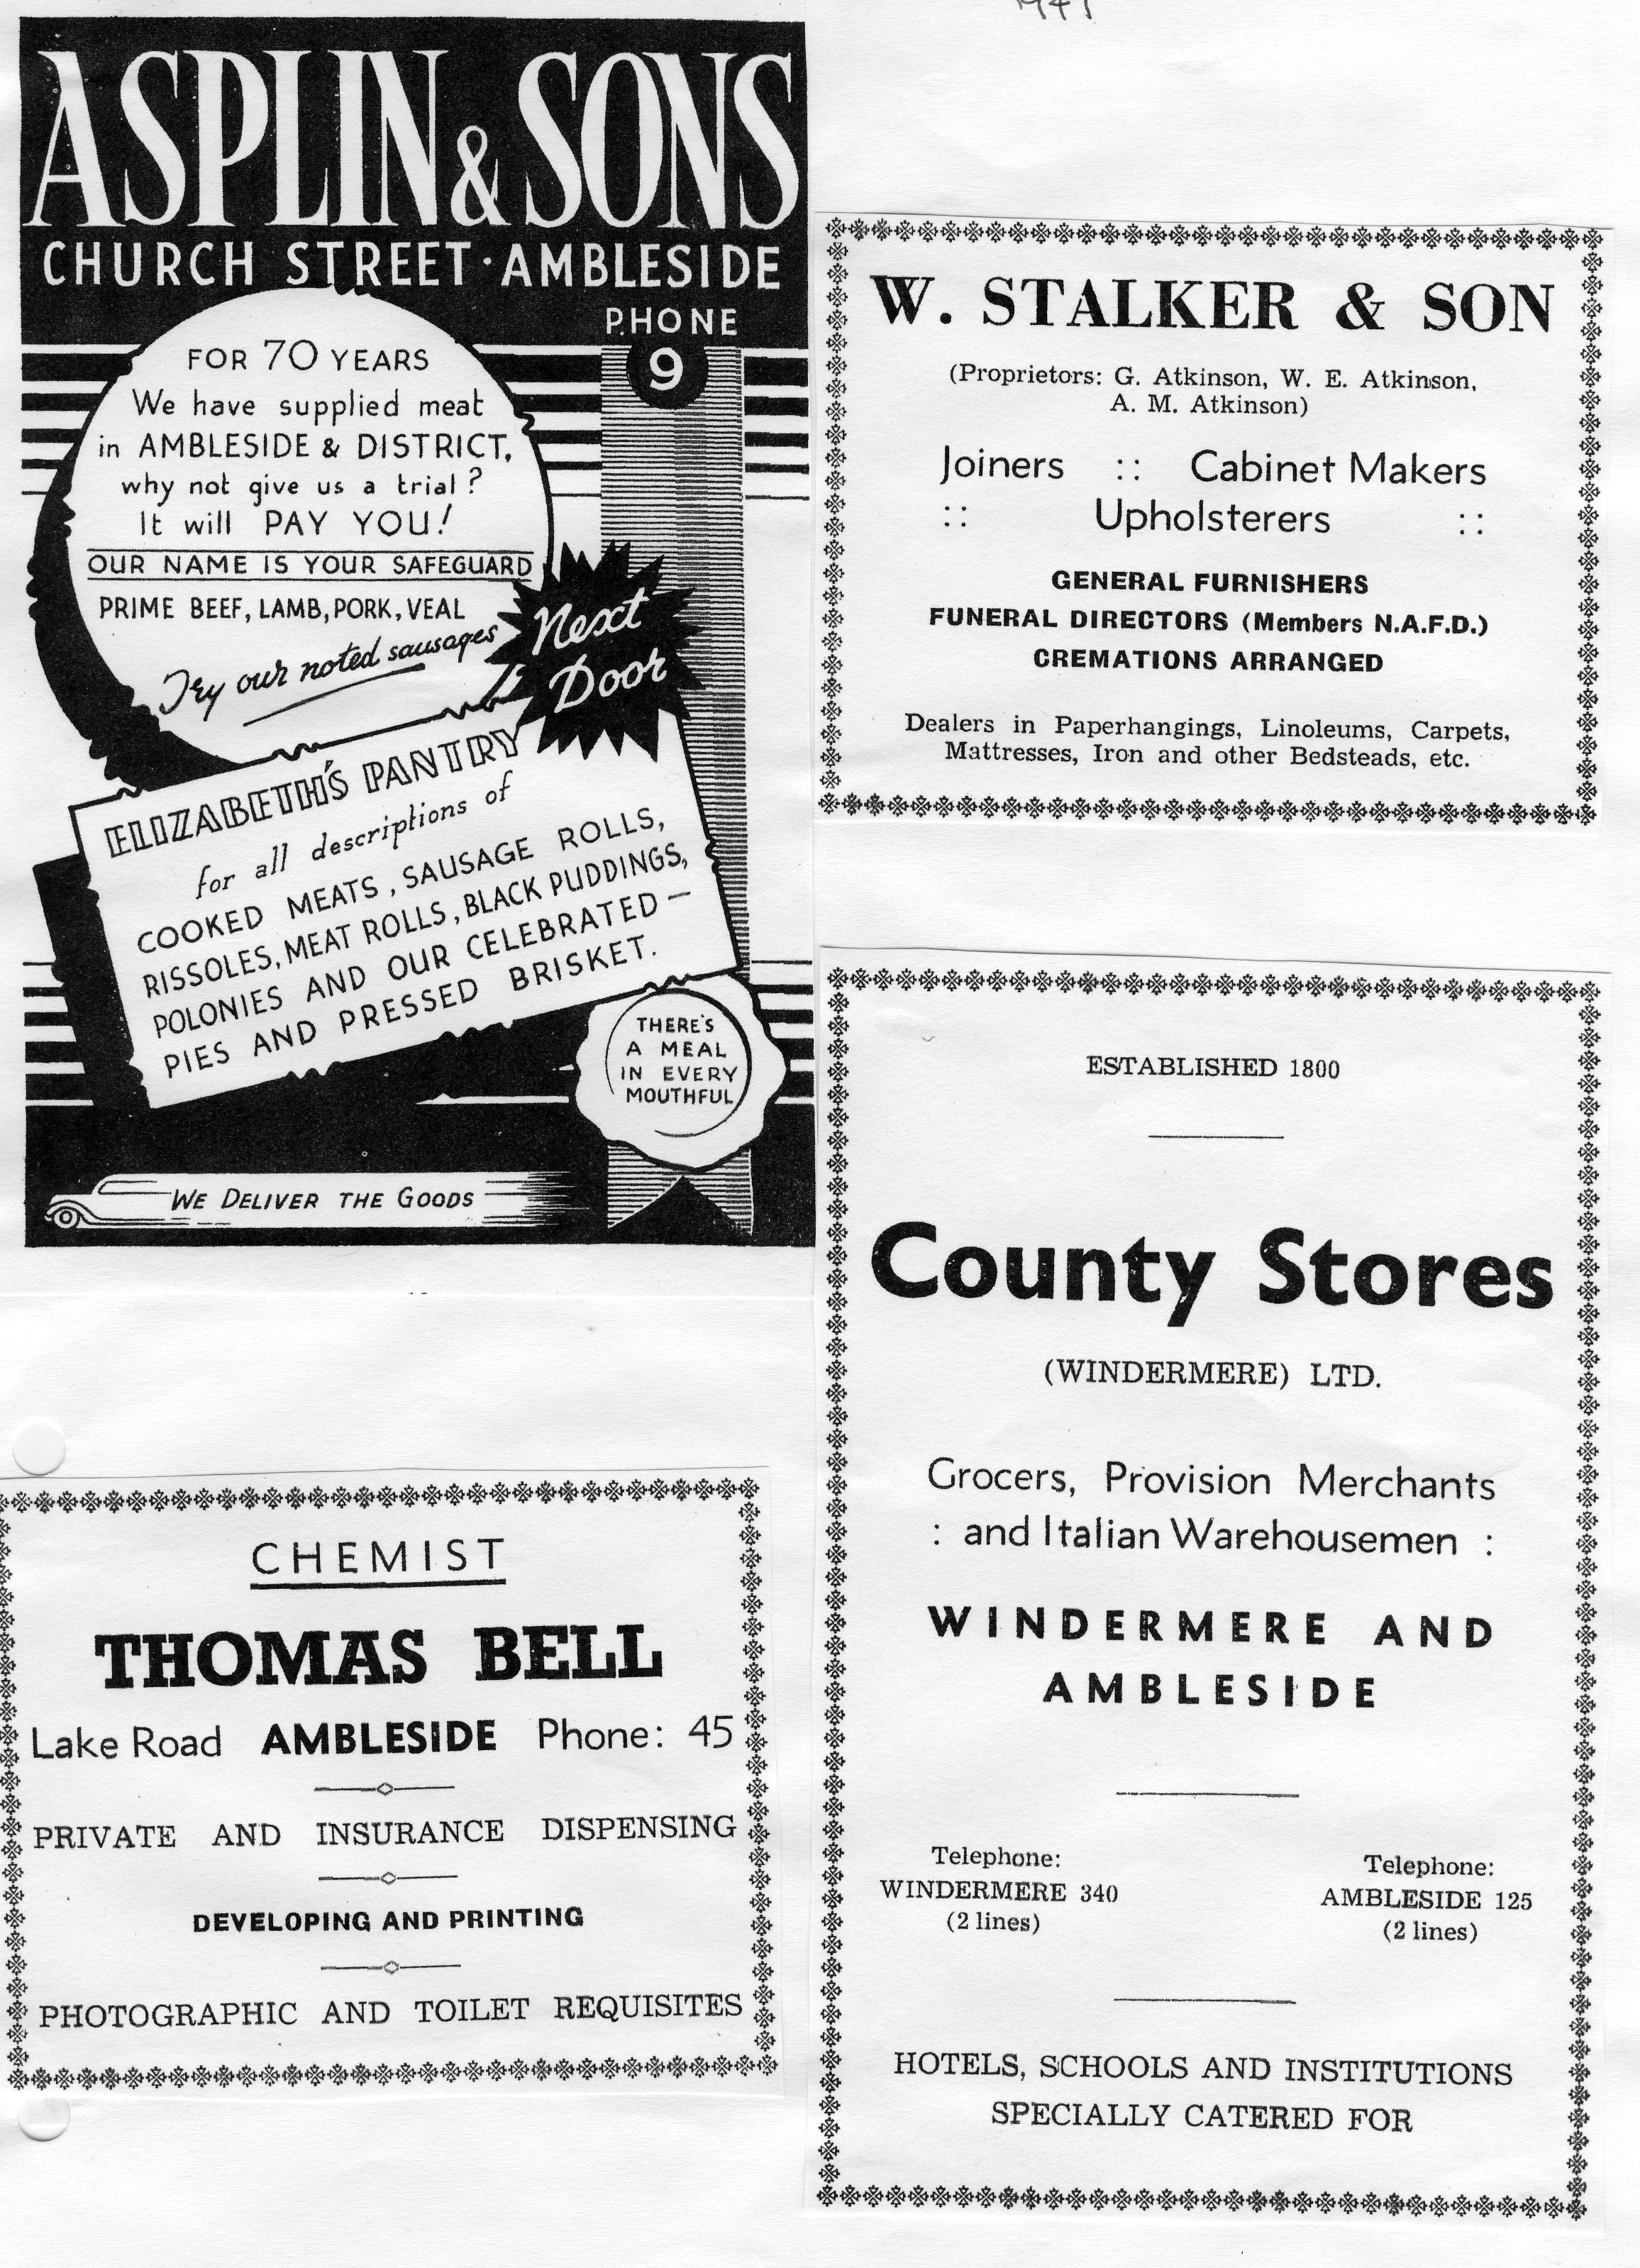 ASPLIN & SONS
CHURCH STREET · AMBLESIDE
PHONE
9
FOR 70 YEARS
We have supplied meat
in AMBLESIDE & DISTRICT,
why not give us a trial?
It will PAY YOU!
OUR NAME IS YOUR SAFEGUARD
PRIME BEEF, LAMB, PORK, VEAL
Try our noted sausages
Next
Door
ELIZABETH'S PANTRY
for all descriptions of
COOKED MEATS, SAUSAGE ROLLS,
RISSOLES, MEAT ROLLS, BLACK PUDDINGS,
POLONIES AND OUR CELEBRATED —
PIES AND PRESSED BRISKET.
THERE'S
A MEAL
IN EVERY
MOUTHFUL
WE DELIVER THE GOODS
CHEMIST
THOMAS BELL
Lake Road AMBLESIDE Phone: 45
PRIVATE AND INSURANCE DISPENSING
DEVELOPING AND PRINTING
PHOTOGRAPHIC AND TOILET REQUISITES
W. STALKER & SON
(Proprietors: G. Atkinson, W. E. Atkinson,
A. M. Atkinson)
Joiners :: Cabinet Makers
:: Upholsterers ::
GENERAL FURNISHERS
FUNERAL DIRECTORS (Members N.A.F.D.)
CREMATIONS ARRANGED
Dealers in Paperhangings, Linoleums, Carpets,
Mattresses, Iron and other Bedsteads, etc.
ESTABLISHED 1800
County Stores
(WINDERMERE) LTD.
Grocers, Provision Merchants
: and Italian Warehousemen :
WINDERMERE AND
AMBLESIDE
Telephone:
WINDERMERE 340
(2 lines)
Telephone:
AMBLESIDE 125
(2 lines)
HOTELS, SCHOOLS AND INSTITUTIONS
SPECIALLY CATERED FOR